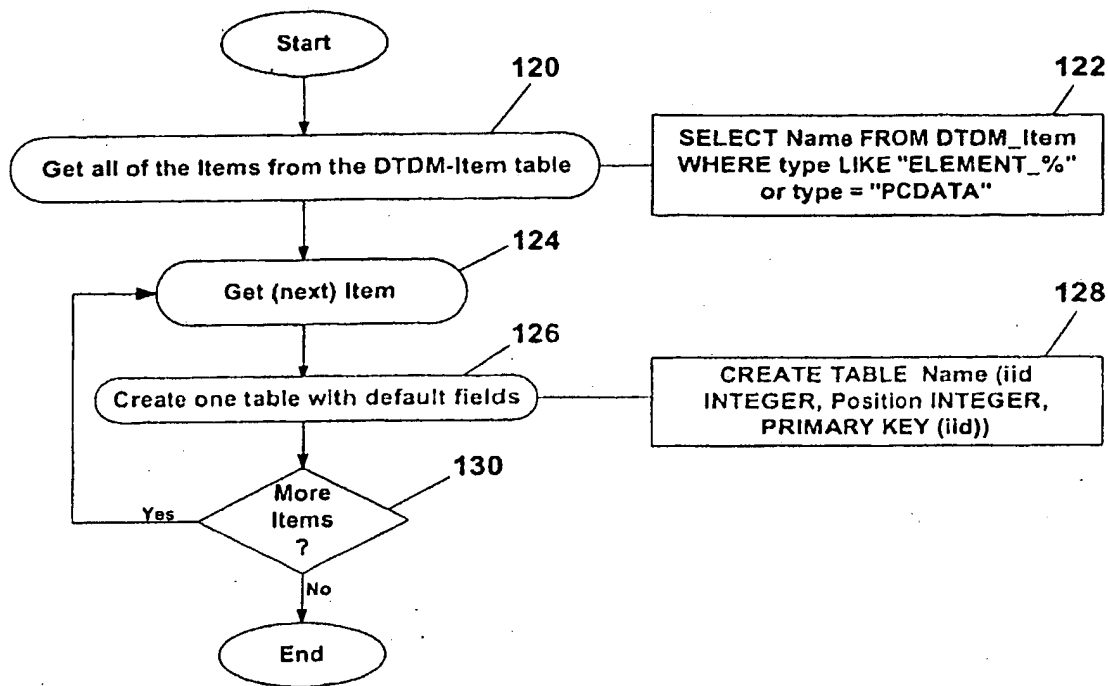 Start
120
122
Get all of the Items from the DTDM-Item table
SELECT Name FROM DTDM_Item
WHERE type LIKE "ELEMENT_%"
or type = "PCDATA"
124
Get (next) Item
126
128
Create one table with default fields
CREATE TABLE Name (iid
INTEGER, Position INTEGER,
PRIMARY KEY (iid))
130
More
Items
?
Yes
No
End